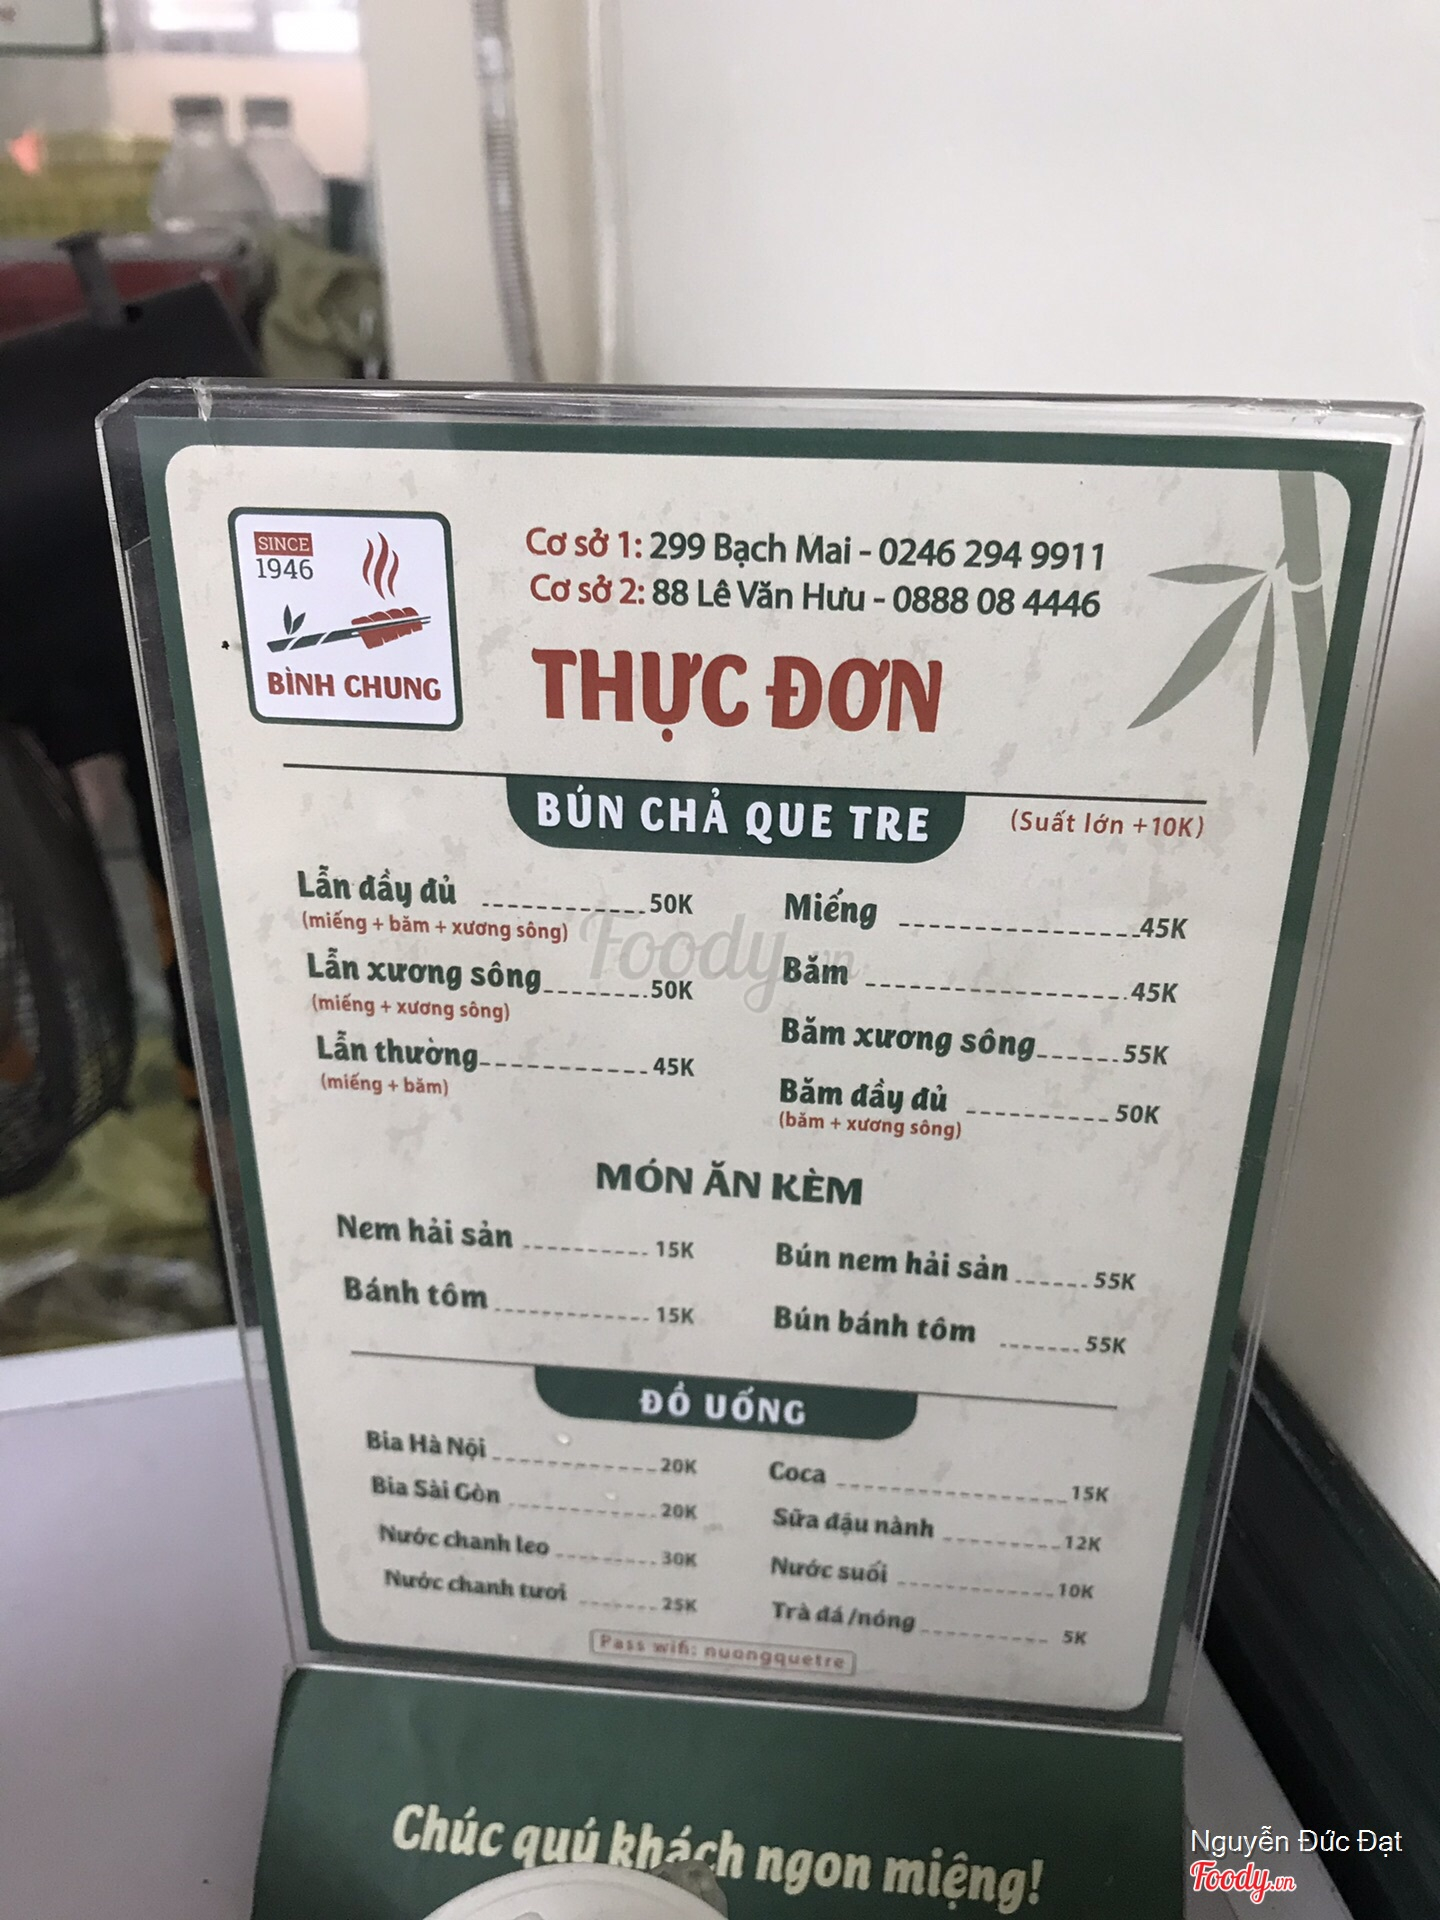 SINCE
1946
BÌNH CHUNG
Cơ sở 1: 299 Bạch Mai - 0246 294 9911
Cơ sở 2: 88 Lê Văn Hưu - 0888 08 4446
THỰC ĐƠN
BÚN CHẢ QUE TRE
(Suất lớn +10K)
Lẫn đầy đủ 50K
(miếng + băm + xương sông)
Lẫn xương sông 50K
(miếng + xương sông)
Lẫn thường 45K
(miếng + băm)
Miếng 45K
Băm 45K
Băm xương sông 55K
Băm đầy đủ 50K
(băm + xương sông)
Foody.vn
MÓN ĂN KÈM
Nem hải sản 15K
Bánh tôm 15K
Bún nem hải sản 55K
Bún bánh tôm 55K
ĐỒ UỐNG
Bia Hà Nội 20K
Bia Sài Gòn 20K
Nước chanh leo 30K
Nước chanh tươi 25K
Coca 15K
Sữa đậu nành 12K
Nước suối 10K
Trà đá/nóng 5K
Pass wifi: nuongquetre
Chúc quý khách ngon miệng!
Nguyễn Đức Đạt
Foody.vn